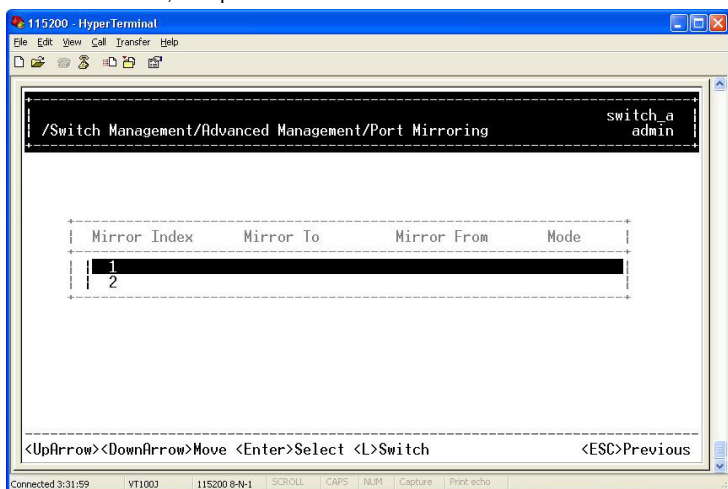 115200 - HyperTerminal
File Edit View Call Transfer Help
switch_a
/Switch Management/Advanced Management/Port Mirroring admin
Mirror Index Mirror To Mirror From Mode
1
2
<UpArrow><DownArrow>Move <Enter>Select <L>Switch <ESC>Previous
Connected 3:31:59 VT100J 115200 8-N-1 SCROLL CAPS NUM Capture Print echo